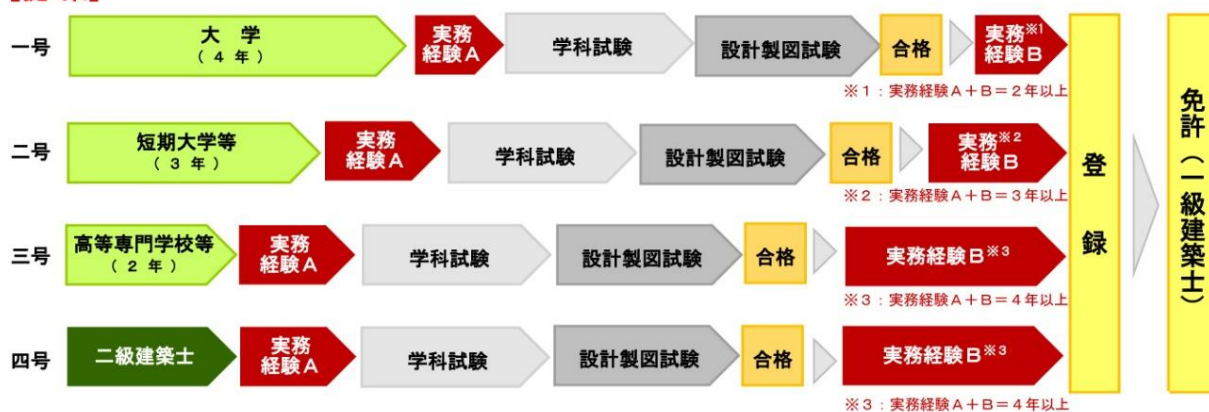 一号
大 学
(4年)
実務
経験A
学科試験
設計製図試験
合格
実務※1
経験B
※1:実務経験A+B=2年以上
二号
短期大学等
(3年)
実務
経験A
学科試験
設計製図試験
合格
実務※2
経験B
※2:実務経験A+B=3年以上
三号
高等専門学校等
(2年)
実務
経験A
学科試験
設計製図試験
合格
実務経験B※3
※3:実務経験A+B=4年以上
四号
二級建築士
実務
経験A
学科試験
設計製図試験
合格
実務経験B※3
※3:実務経験A+B=4年以上
登録
免許(一級建築士)